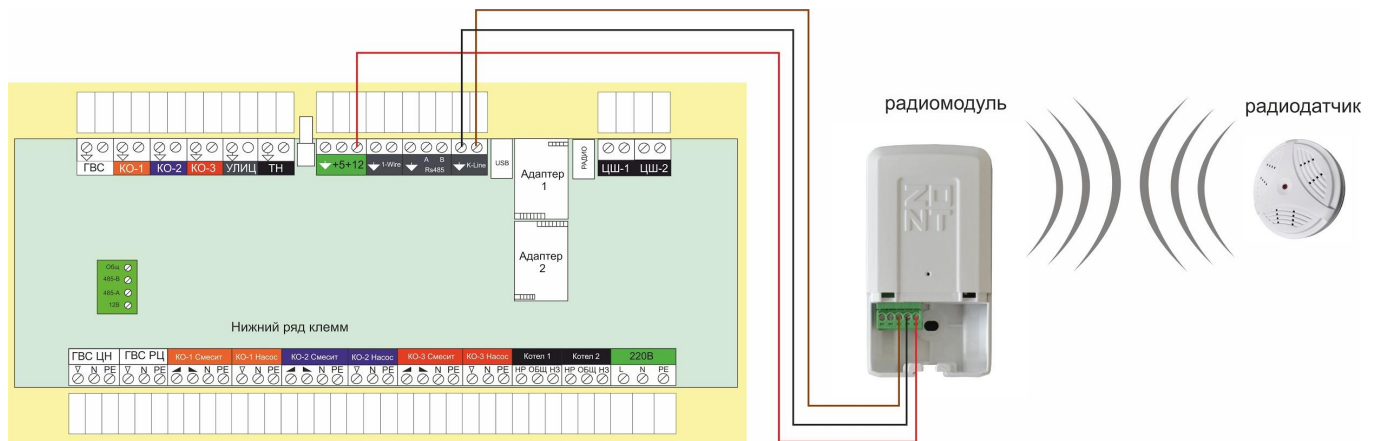 радиомодуль
радиодатчик
ГВС КО-1 КО-2 КО-3 УЛИЦ ТН
+5+12 1-Wire A B Rs485 K-Line
USB
Адаптер
1
РАДИО
ЦШ-1 ЦШ-2
ZONT
Адаптер
2
Общ
485-B
485-A
12В
Нижний ряд клемм
ГВС ЦН ГВС РЦ КО-1 Смесит КО-1 Насос КО-2 Смесит КО-2 Насос КО-3 Смесит КО-3 Насос Котел 1 Котел 2 220В
N PE N PE N PE N PE N PE N PE N PE N PE НР ОБЩ НЗ НР ОБЩ НЗ L N PE